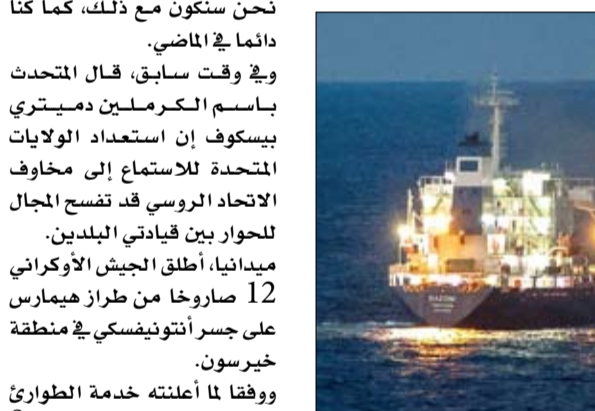 نحن سنكون مع ذلك، كما كنا
دائما في الماضي.
وفي وقت سابق، قال المتحدث
باسم الكرملين دميتري
بيسكوف إن استعداد الولايات
المتحدة للاستماع إلى مخاوف
الاتحاد الروسي قد تفسح المجال
للحوار بين قيادتي البلدين.
ميدانيا، أطلق الجيش الأوكراني
12 صاروخا من طراز هيمارس
على جسر أنتونيفسكي في منطقة
خيرسون.
ووفقا لما أعلنته خدمة الطوارئ
RAZONI